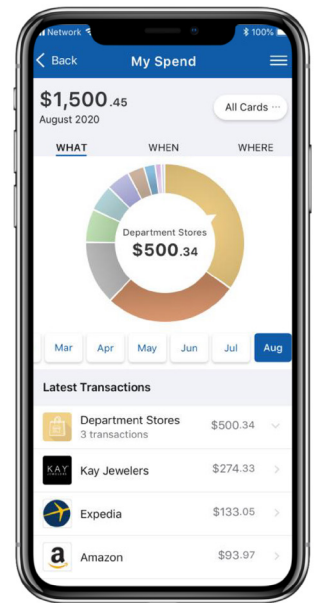 Network
100%
Back
My Spend
$1,500.45
August 2020
All Cards ...
WHAT
WHEN
WHERE
Department Stores
$500.34
Mar
Apr
May
Jun
Jul
Aug
Latest Transactions
Department Stores
$500.34
3 transactions
KAY
JEWELERS
Kay Jewelers
$274.33
Expedia
$133.05
a
Amazon
$93.97